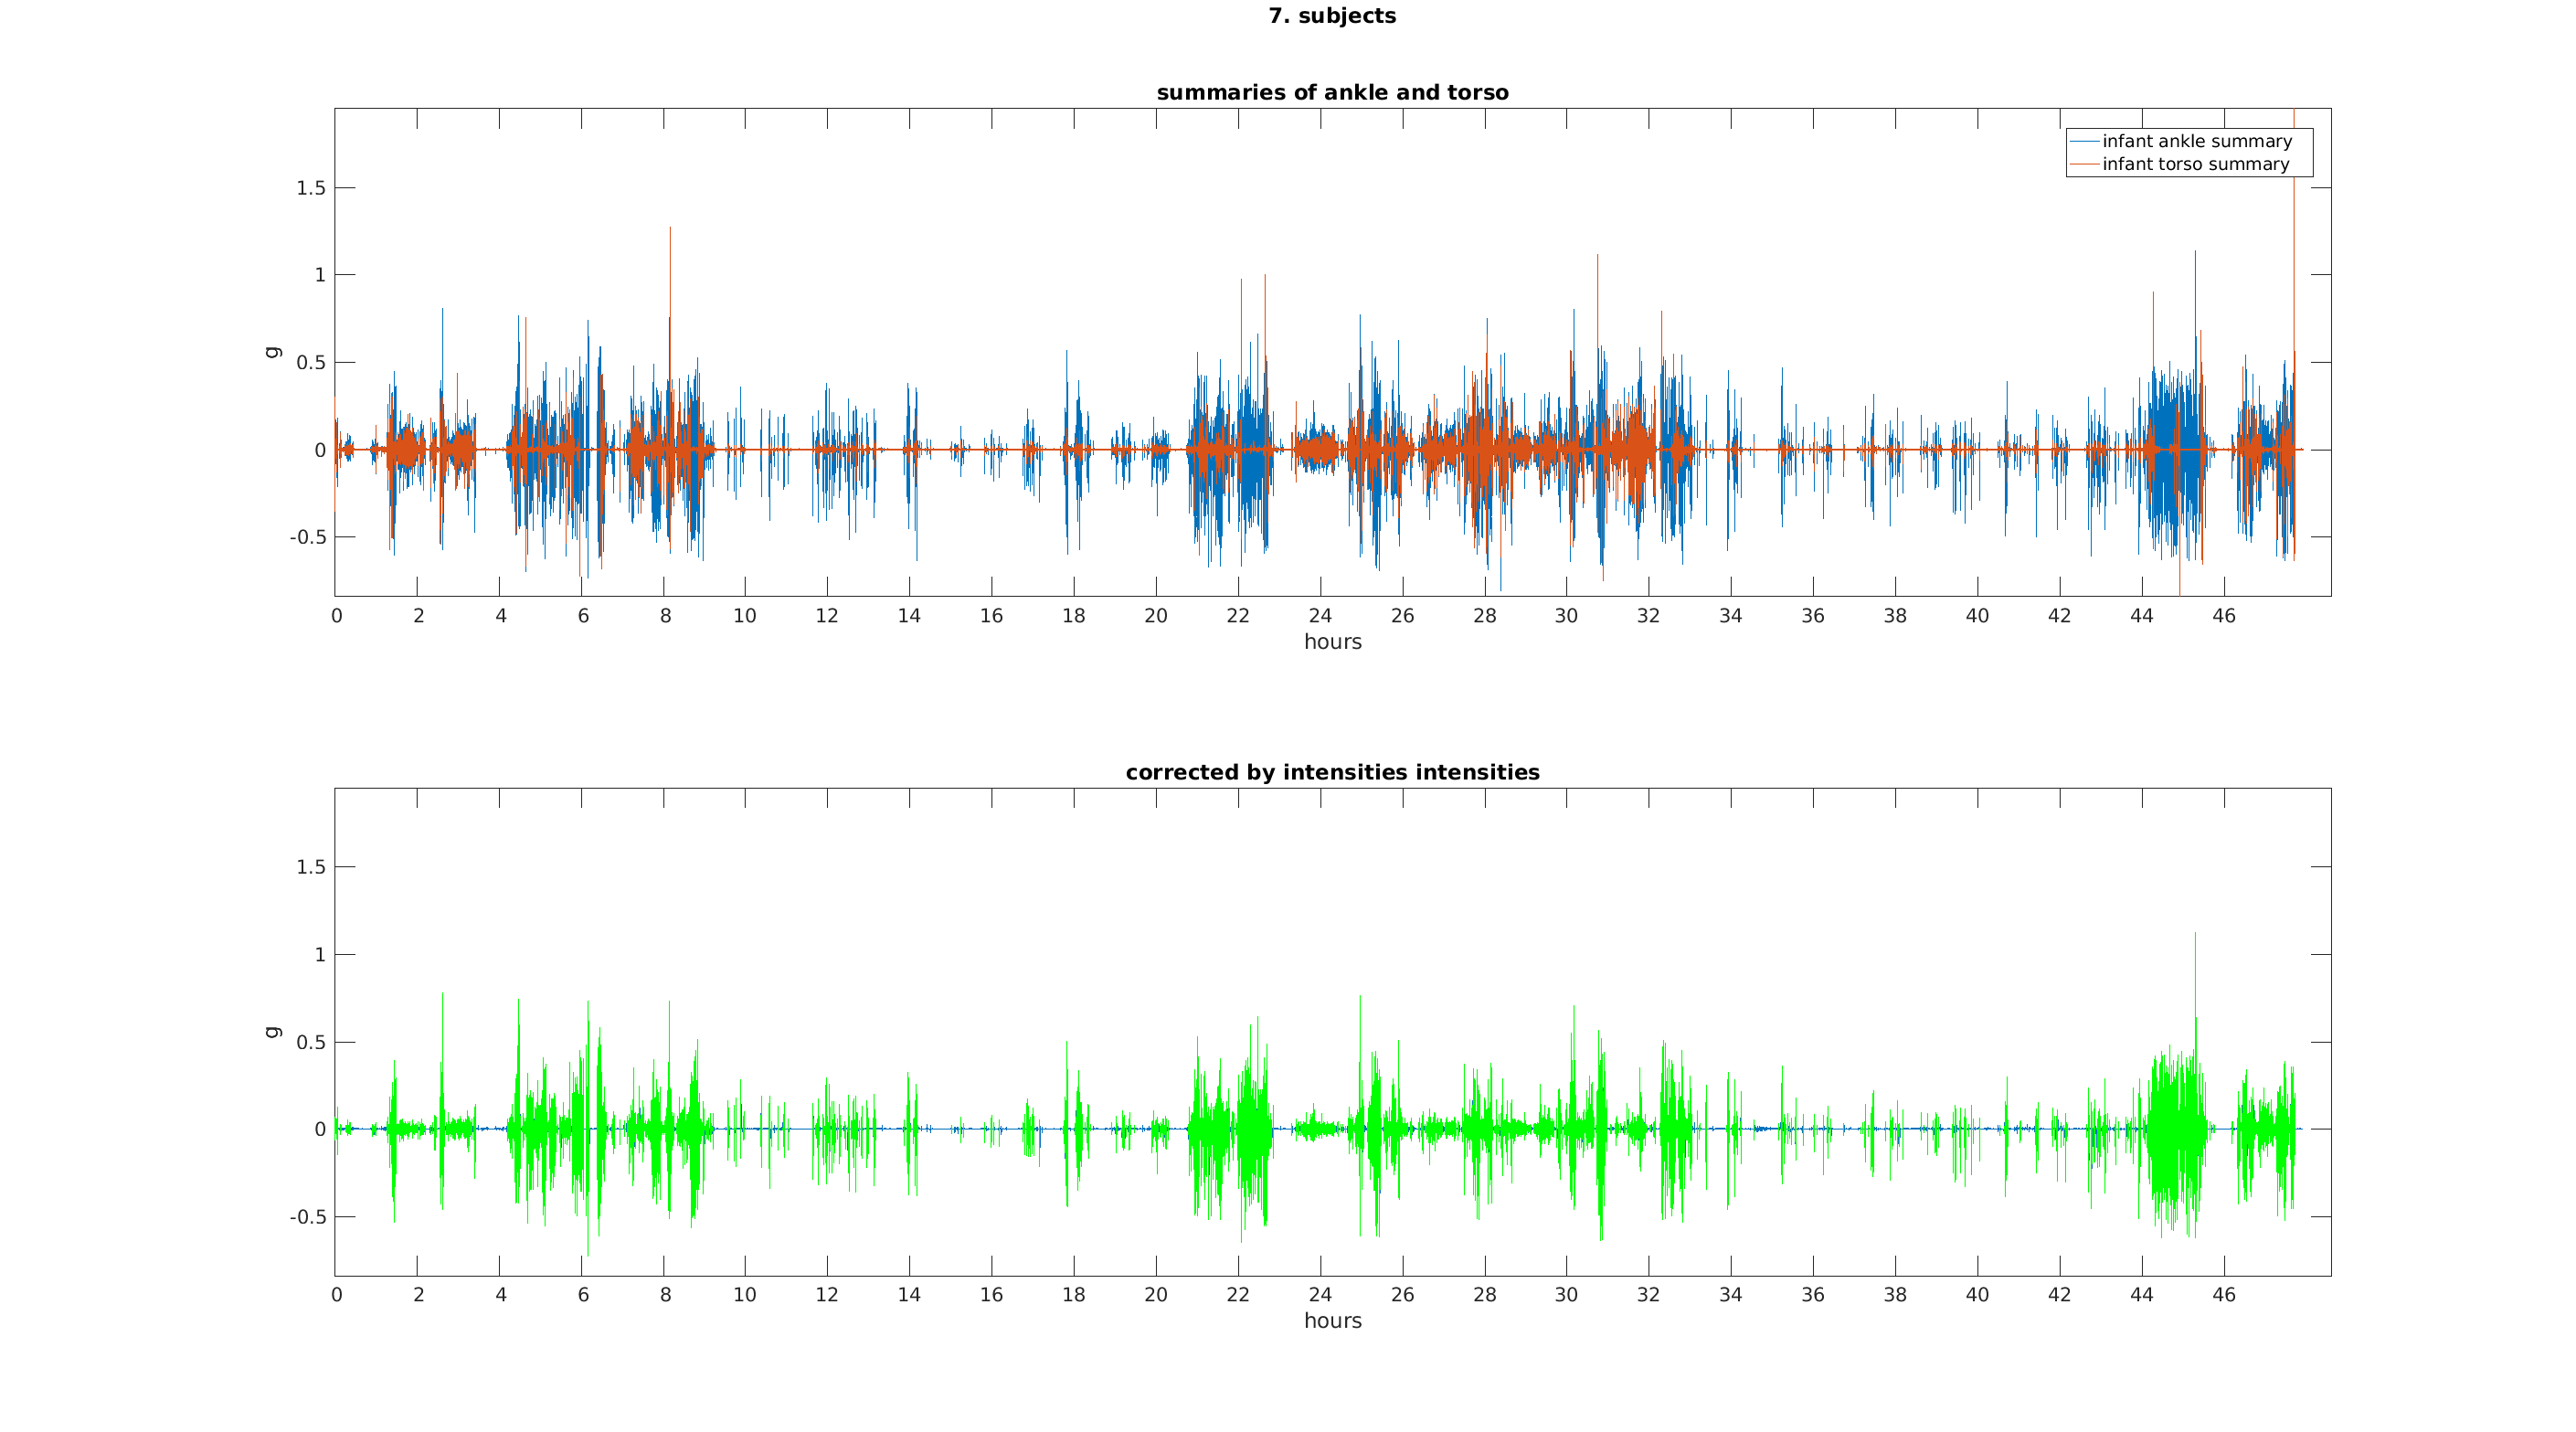 7. subjects
summaries of ankle and torso
infant ankle summary
infant torso summary
1.5
1
0.5
0
-0.5
g
0 2 4 6 8 10 12 14 16 18 20 22 24 26 28 30 32 34 36 38 40 42 44 46
hours
corrected by intensities intensities
1.5
1
0.5
0
-0.5
g
0 2 4 6 8 10 12 14 16 18 20 22 24 26 28 30 32 34 36 38 40 42 44 46
hours